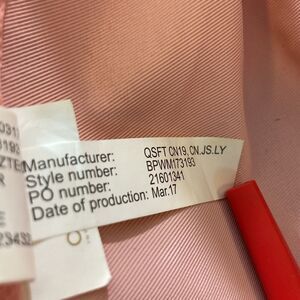 Manufacturer: QSFT CN19, CN.JS.LY
Style number: BPWM173193
PO number: 21601341
Date of production: Mar.17